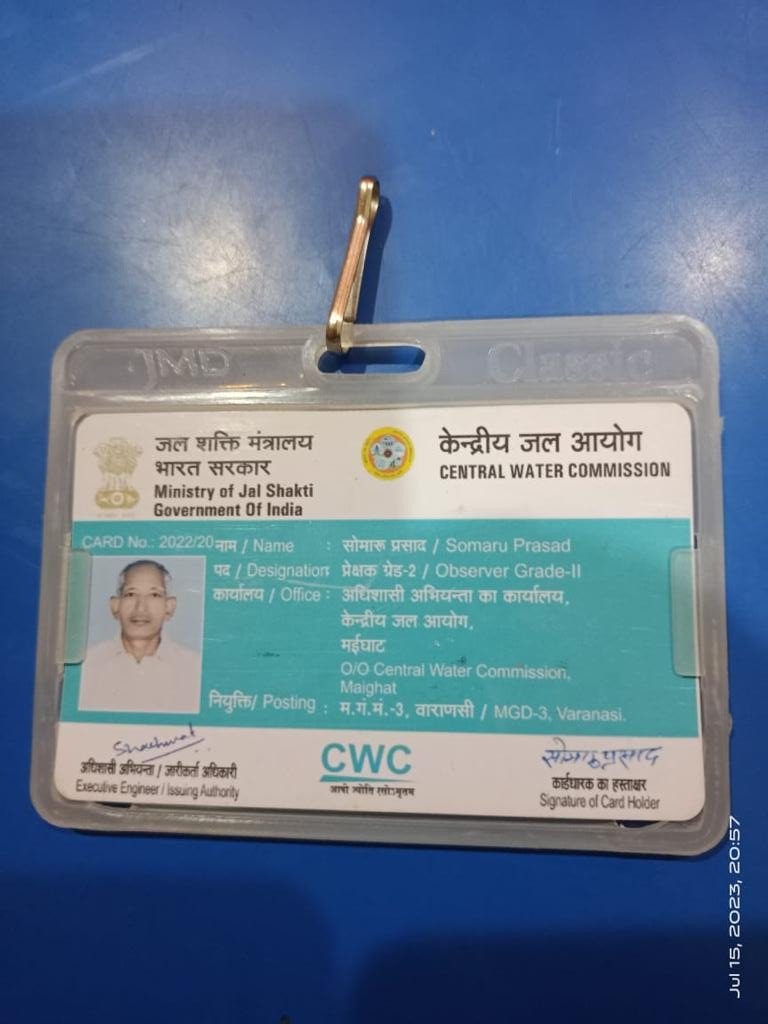 JMD Classic
जल शक्ति मंत्रालय
भारत सरकार
Ministry of Jal Shakti
Government Of India
केन्द्रीय जल आयोग
CENTRAL WATER COMMISSION
CARD No.: 2022/20
नाम / Name : सोमारू प्रसाद / Somaru Prasad
पद / Designation : प्रेक्षक ग्रेड-2 / Observer Grade-II
कार्यालय / Office : अधिशासी अभियन्ता का कार्यालय,
केन्द्रीय जल आयोग,
मईघाट
O/O Central Water Commission,
Maighat
नियुक्ति/ Posting : म.गं.मं.-3, वाराणसी / MGD-3, Varanasi.
अधिशासी अभियन्ता / जारीकर्ता अधिकारी
Executive Engineer / Issuing Authority
CWC
आपो ज्योति रसोऽमृतम
सोमारू प्रसाद
कार्डधारक का हस्ताक्षर
Signature of Card Holder
Jul 15, 2023, 20:57